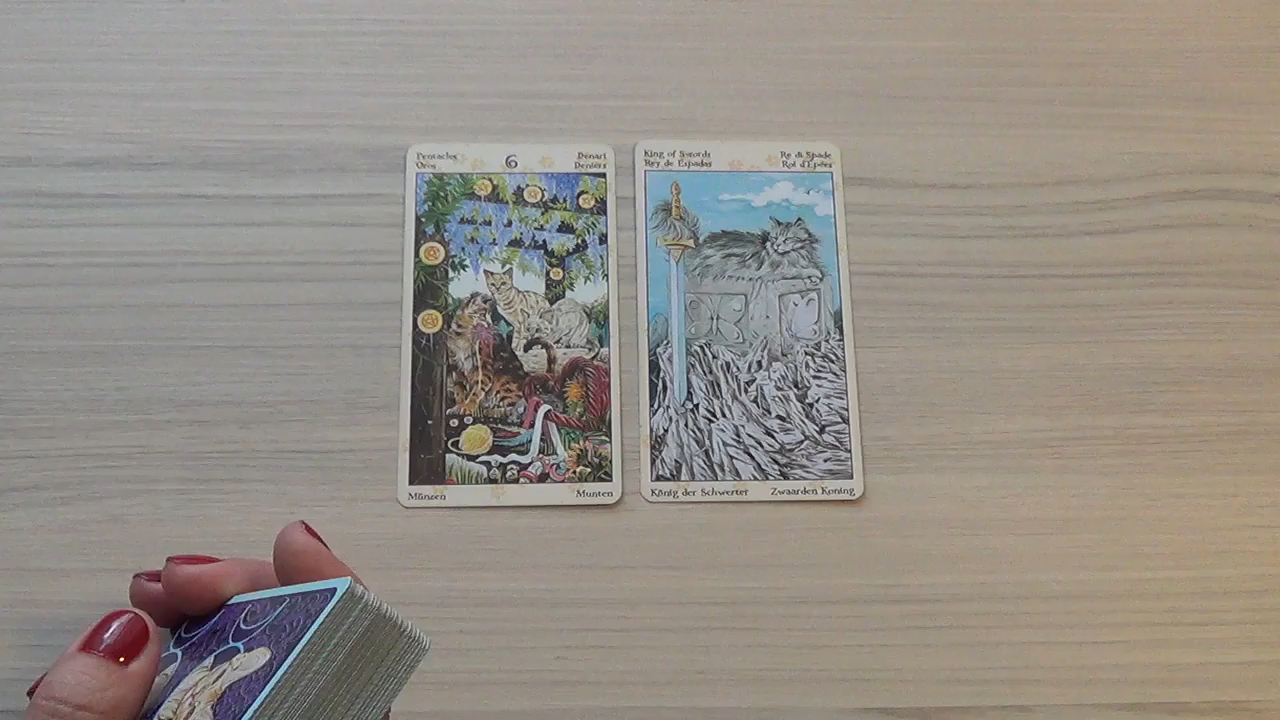 Pentacles 6 Denari
Oros Deniers
Münzen Munten
King of Swords Re di Spade
Rey de Espadas Roi d'Epées
König der Schwerter Zwaarden Koning